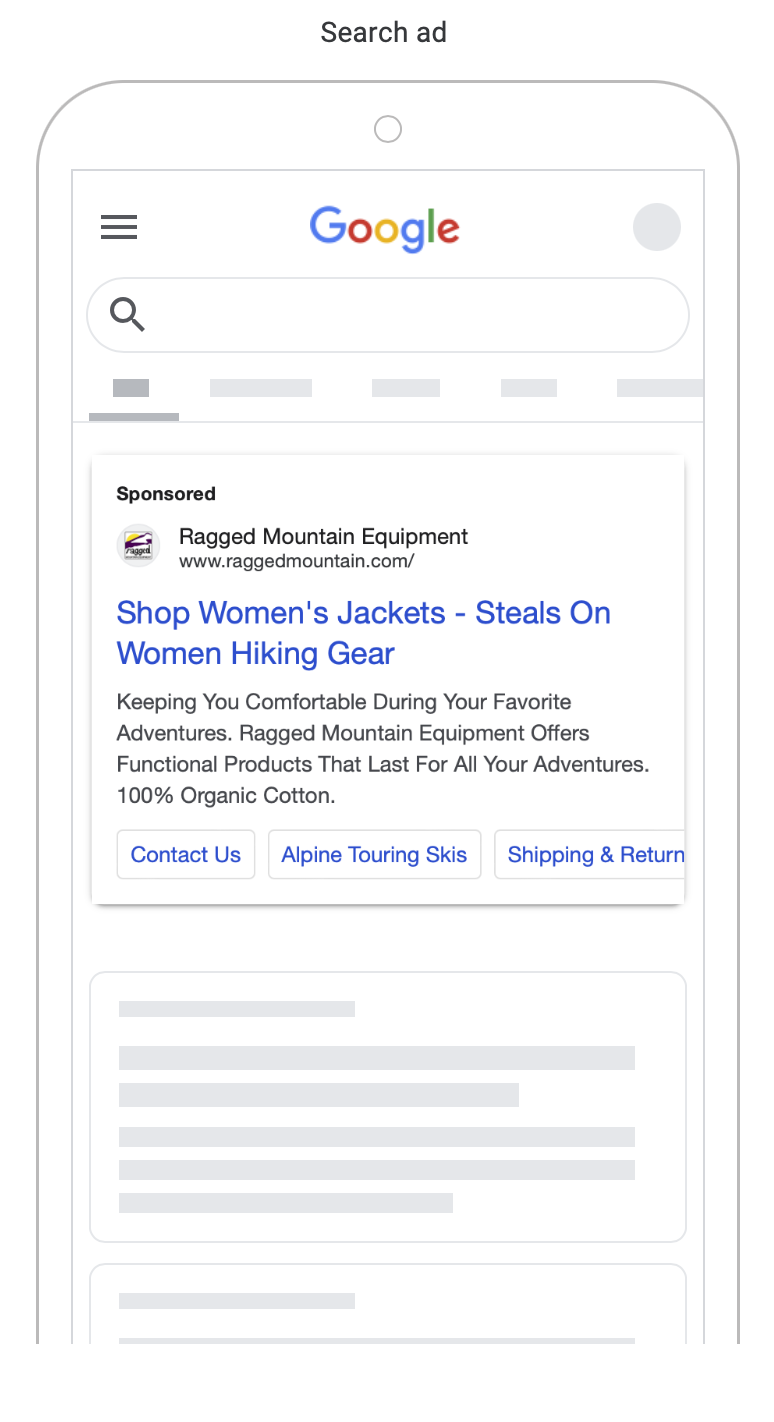 Search ad
Google
Sponsored
ragged
Ragged Mountain Equipment
www.raggedmountain.com/
Shop Women's Jackets - Steals On
Women Hiking Gear
Keeping You Comfortable During Your Favorite
Adventures. Ragged Mountain Equipment Offers
Functional Products That Last For All Your Adventures.
100% Organic Cotton.
Contact Us
Alpine Touring Skis
Shipping & Return